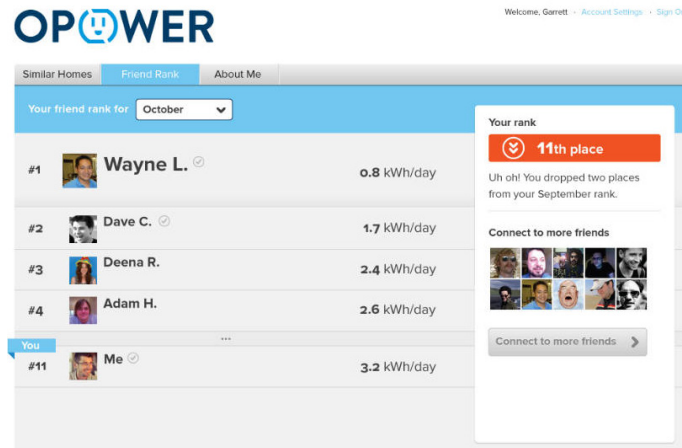 OPOWER
Welcome, Garrett · Account Settings · Sign O
Similar Homes
Friend Rank
About Me
Your friend rank for
October
#1
Wayne L.
0.8 kWh/day
#2
Dave C.
1.7 kWh/day
#3
Deena R.
2.4 kWh/day
#4
Adam H.
2.6 kWh/day
...
You
#11
Me
3.2 kWh/day
Your rank
11th place
Uh oh! You dropped two places
from your September rank.
Connect to more friends
Connect to more friends